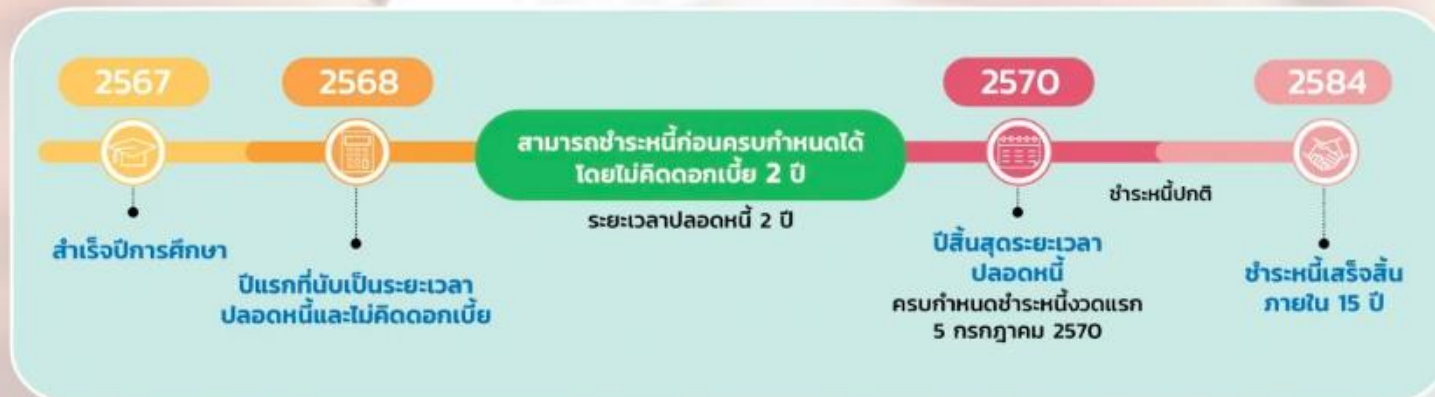 2567
สำเร็จปีการศึกษา
2568
ปีแรกที่นับเป็นระยะเวลา
ปลอดหนี้และไม่คิดดอกเบี้ย
สามารถชำระหนี้ก่อนครบกำหนดได้
โดยไม่คิดดอกเบี้ย 2 ปี
ระยะเวลาปลอดหนี้ 2 ปี
2570
ปีสิ้นสุดระยะเวลา
ปลอดหนี้
ครบกำหนดชำระหนี้งวดแรก
5 กรกฎาคม 2570
ชำระหนี้ปกติ
2584
ชำระหนี้เสร็จสิ้น
ภายใน 15 ปี